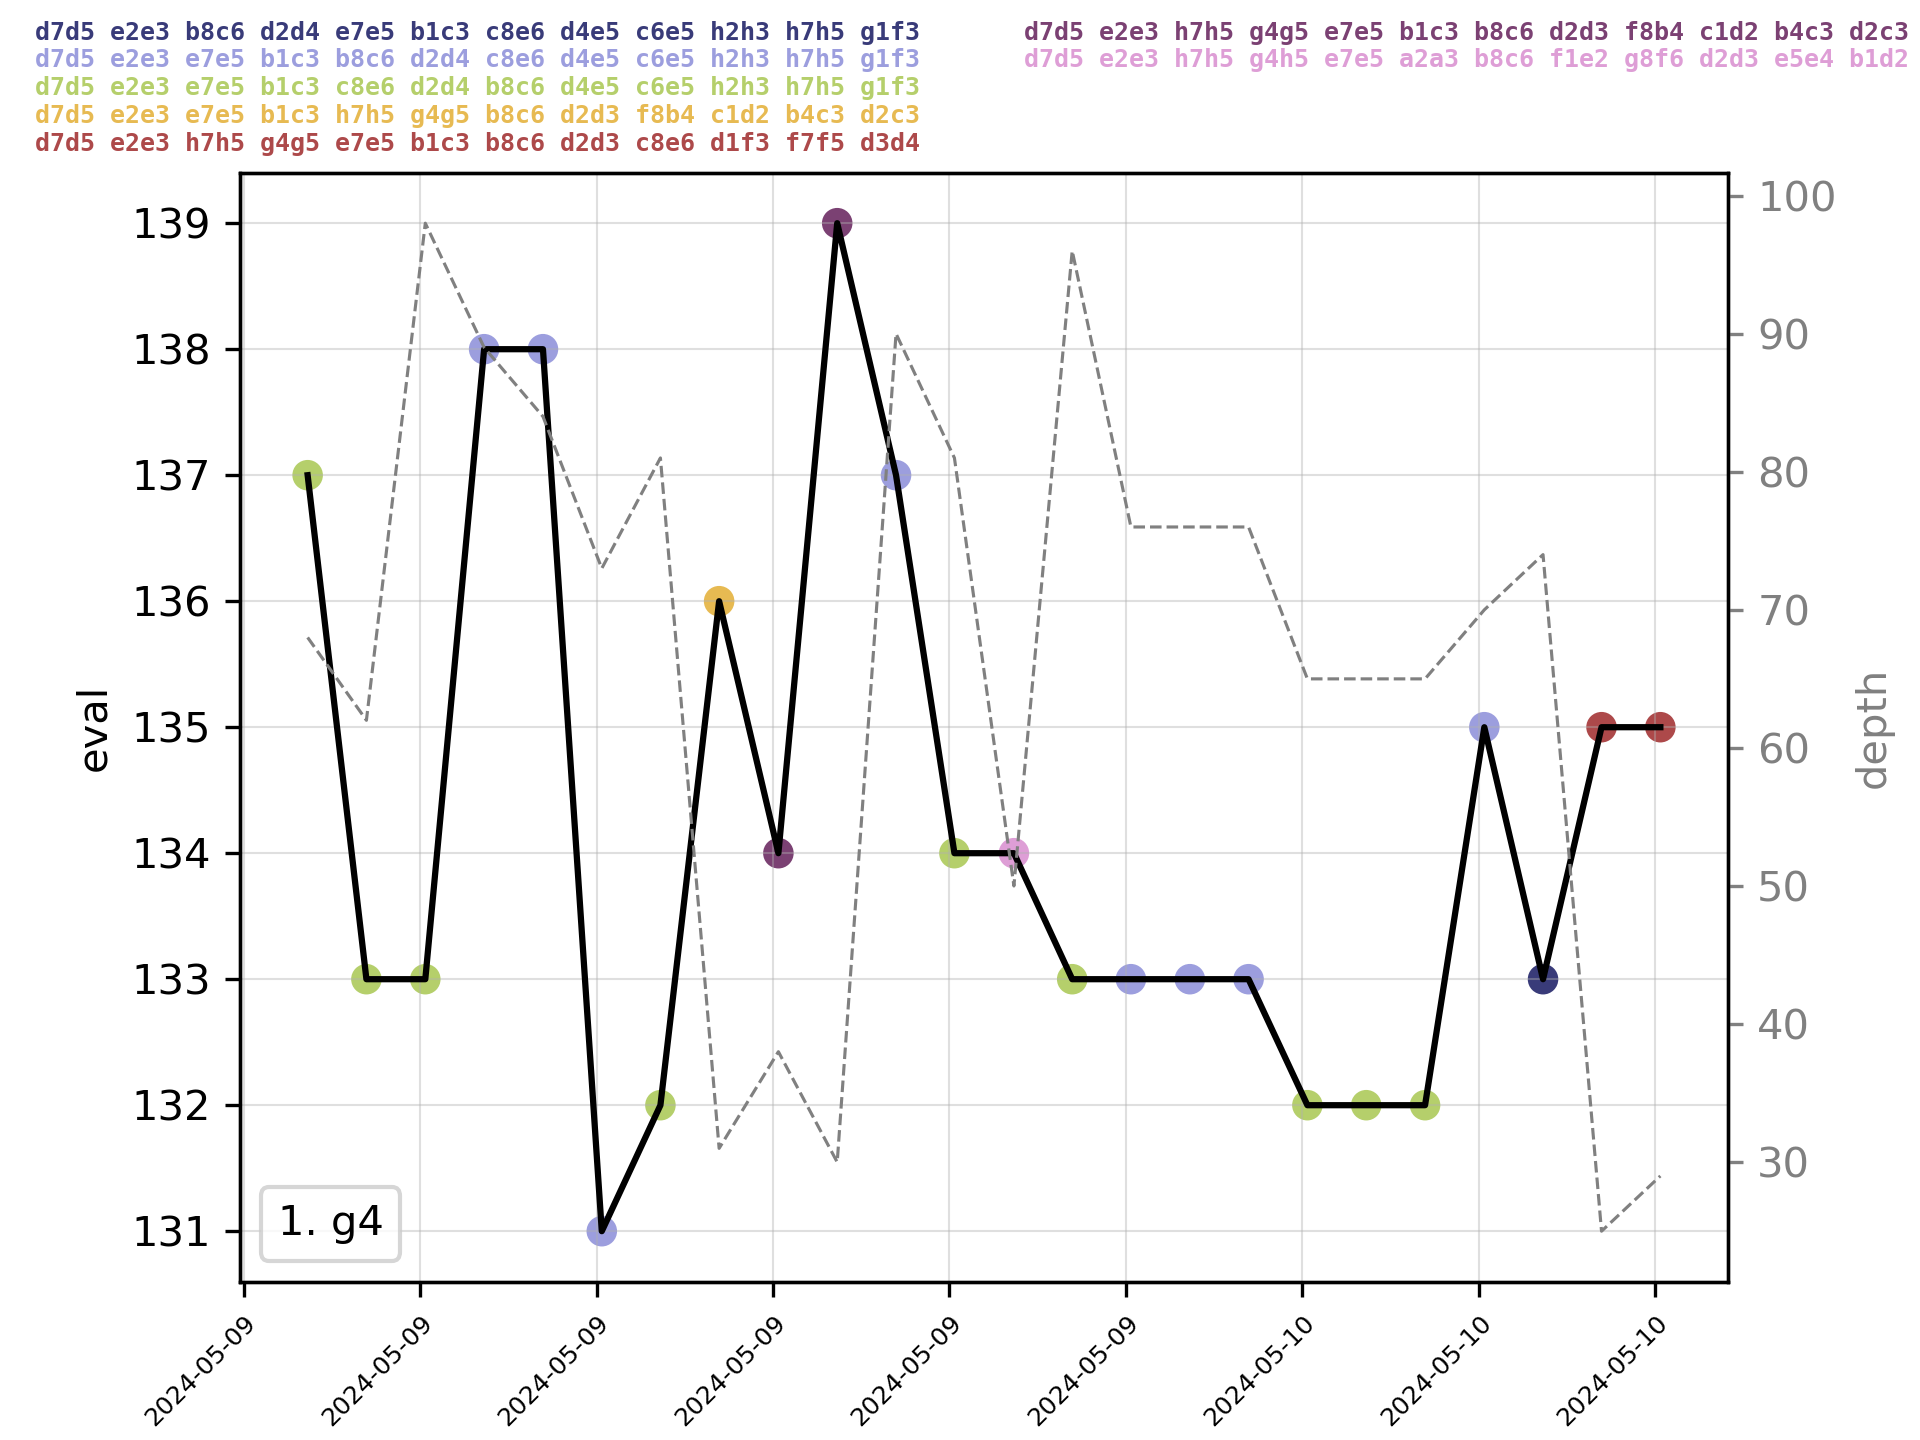 d7d5 e2e3 b8c6 d2d4 e7e5 b1c3 c8e6 d4e5 c6e5 h2h3 h7h5 g1f3
d7d5 e2e3 e7e5 b1c3 b8c6 d2d4 c8e6 d4e5 c6e5 h2h3 h7h5 g1f3
d7d5 e2e3 e7e5 b1c3 c8e6 d2d4 b8c6 d4e5 c6e5 h2h3 h7h5 g1f3
d7d5 e2e3 e7e5 b1c3 h7h5 g4g5 b8c6 d2d3 f8b4 c1d2 b4c3 d2c3
d7d5 e2e3 h7h5 g4g5 e7e5 b1c3 b8c6 d2d3 c8e6 d1f3 f7f5 d3d4
d7d5 e2e3 h7h5 g4g5 e7e5 b1c3 b8c6 d2d3 f8b4 c1d2 b4c3 d2c3
d7d5 e2e3 h7h5 g4h5 e7e5 a2a3 b8c6 f1e2 g8f6 d2d3 e5e4 b1d2
eval
139
138
137
136
135
134
133
132
131
1. g4
100
90
80
70
60
50
40
30
depth
2024-05-09
2024-05-09
2024-05-09
2024-05-09
2024-05-09
2024-05-09
2024-05-10
2024-05-10
2024-05-10